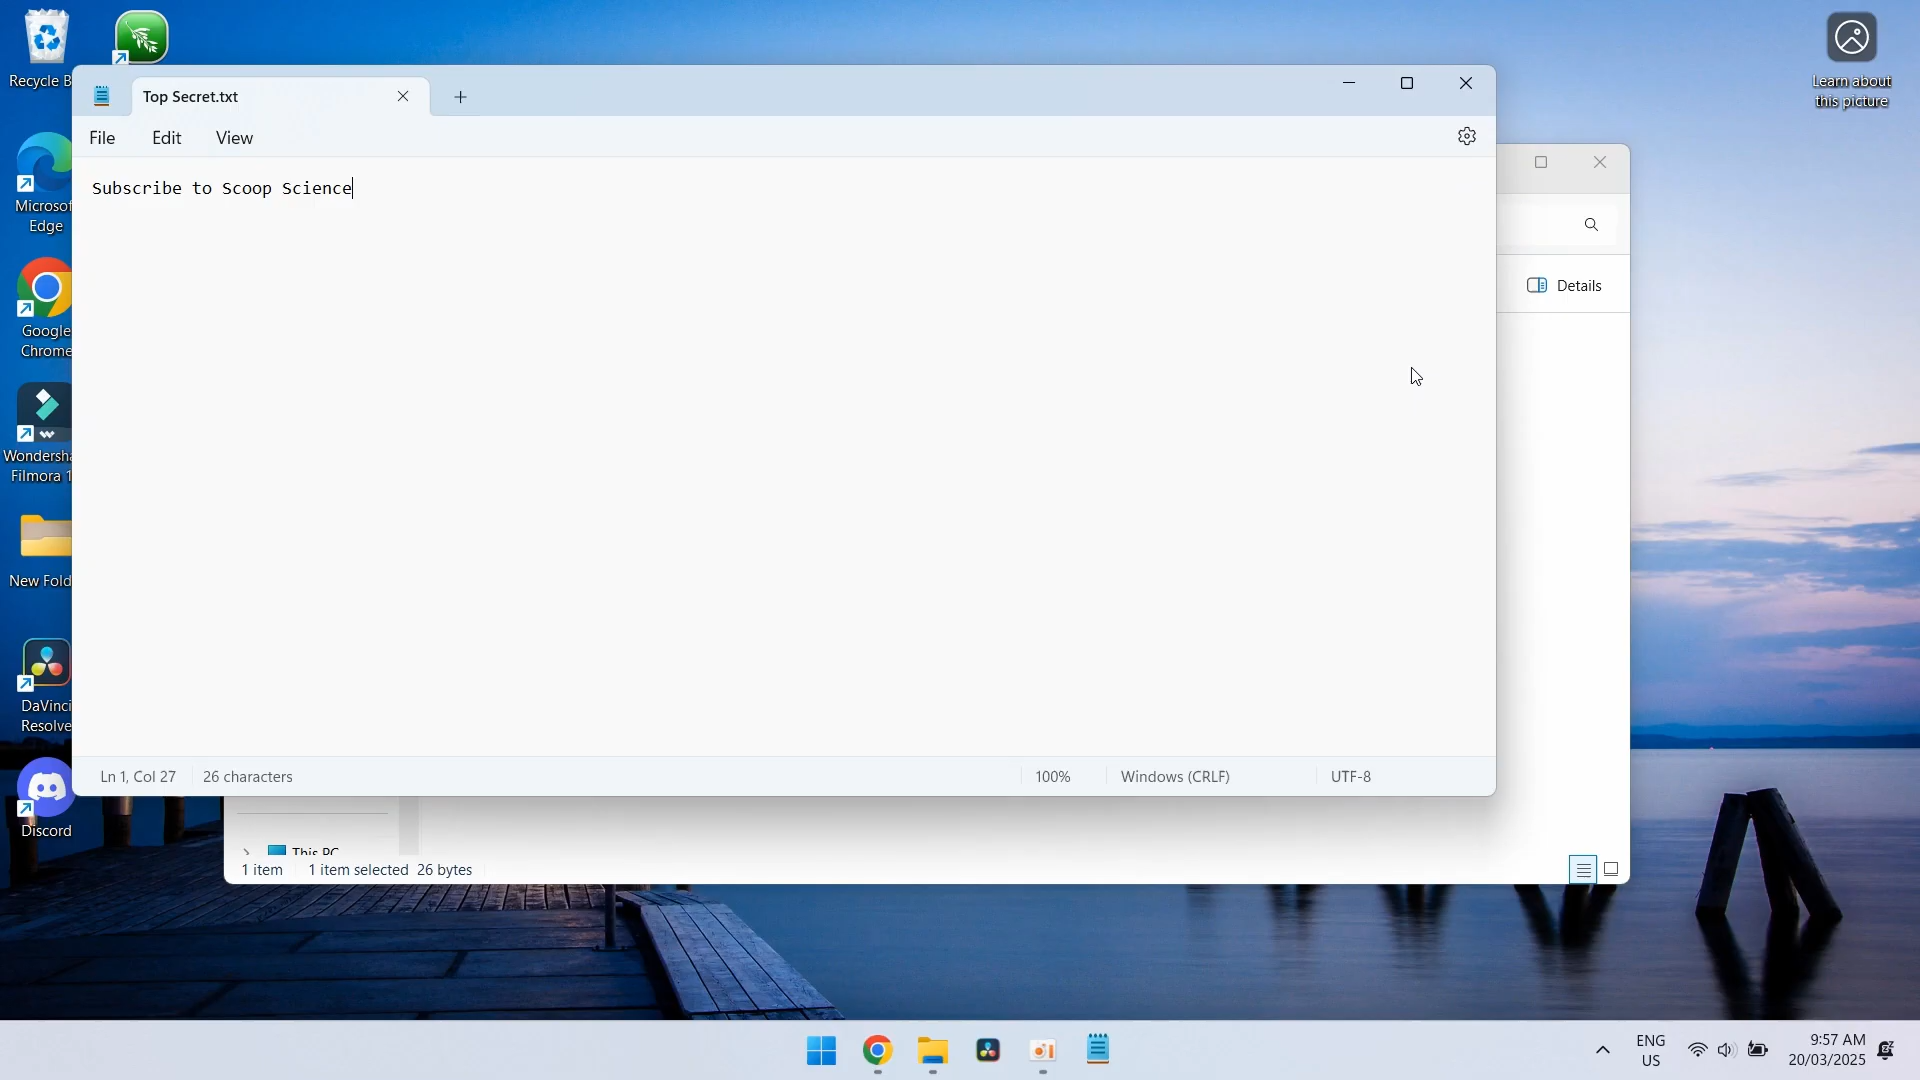 Recycle B
Learn about
this picture
Top Secret.txt
File Edit View
Subscribe to Scoop Science
Microsof
Edge
Details
Google
Chrome
Wondersha
Filmora 1
New Fold
DaVinci
Resolve
Ln 1, Col 27 26 characters 100% Windows (CRLF) UTF-8
Discord
This PC
1 item 1 item selected 26 bytes
ENG
US
9:57 AM
20/03/2025